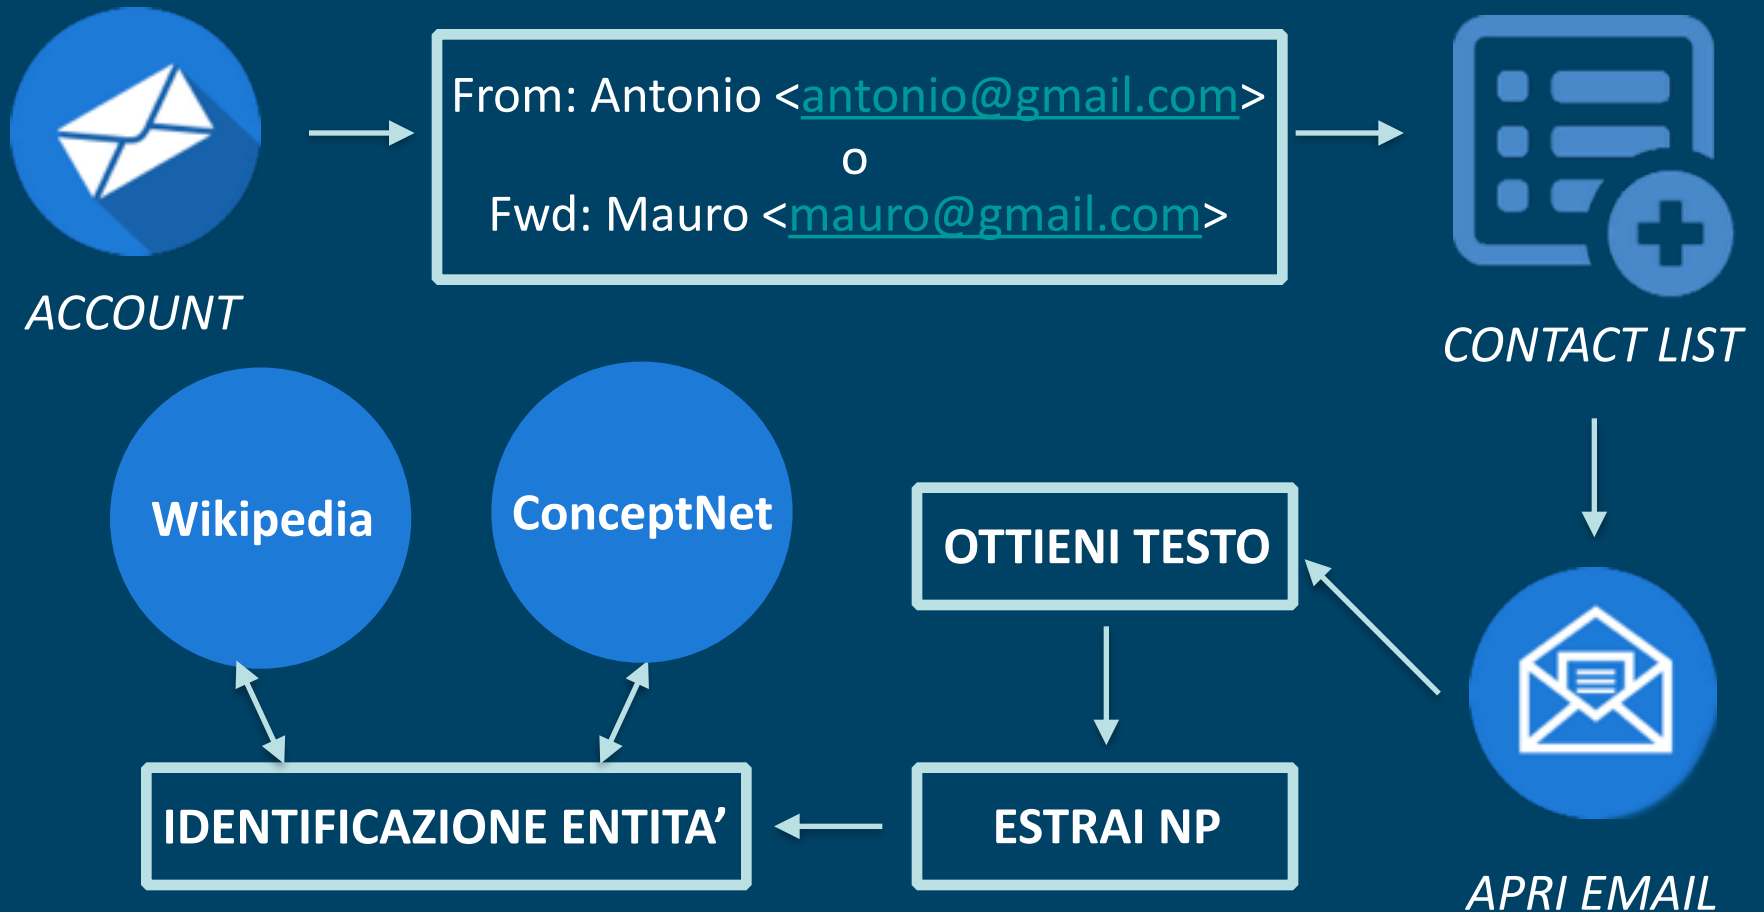 From: Antonio <antonio@gmail.com>
o
Fwd: Mauro <mauro@gmail.com>
ACCOUNT
CONTACT LIST
Wikipedia
ConceptNet
OTTIENI TESTO
IDENTIFICAZIONE ENTITA’
ESTRAI NP
APRI EMAIL